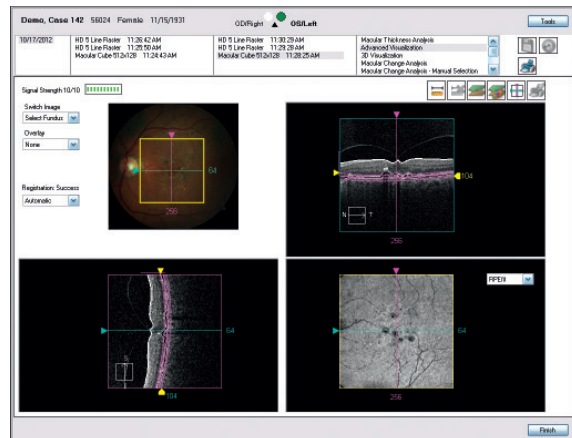 Demo, Case 142 56024 Female 11/15/1931
OD/Right OS/Left
Tools
10/17/2012
HD 5 Line Raster 11:26:42 AM
HD 5 Line Raster 11:25:50 AM
Macular Cube 512x128 11:24:43 AM
HD 5 Line Raster 11:30:29 AM
HD 5 Line Raster 11:29:28 AM
Macular Cube 512x128 11:28:25 AM
Macular Thickness Analysis
Advanced Visualization
3D Visualization
Macular Change Analysis
Macular Change Analysis - Manual Selection
Signal Strength 10/10
Switch Image
Select Fundus
Overlay
None
Registration: Success
Automatic
64
256
104
N T
256
64
S
104
RPEfit
64
256
Finish